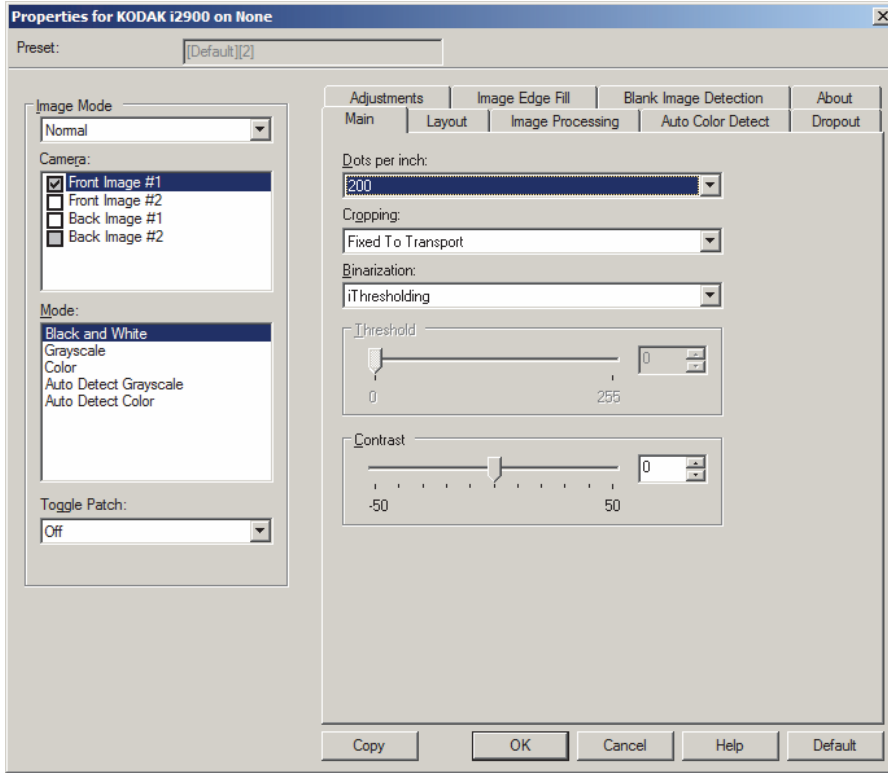 Properties for KODAK i2900 on None
Preset:
[Default][2]
Image Mode
Normal
Camera:
Front Image #1
Front Image #2
Back Image #1
Back Image #2
Mode:
Black and White
Grayscale
Color
Auto Detect Grayscale
Auto Detect Color
Toggle Patch:
Off
Adjustments Image Edge Fill Blank Image Detection About
Main Layout Image Processing Auto Color Detect Dropout
Dots per inch:
200
Cropping:
Fixed To Transport
Binarization:
iThresholding
Threshold
0
0 255
Contrast
0
-50 50
Copy OK Cancel Help Default